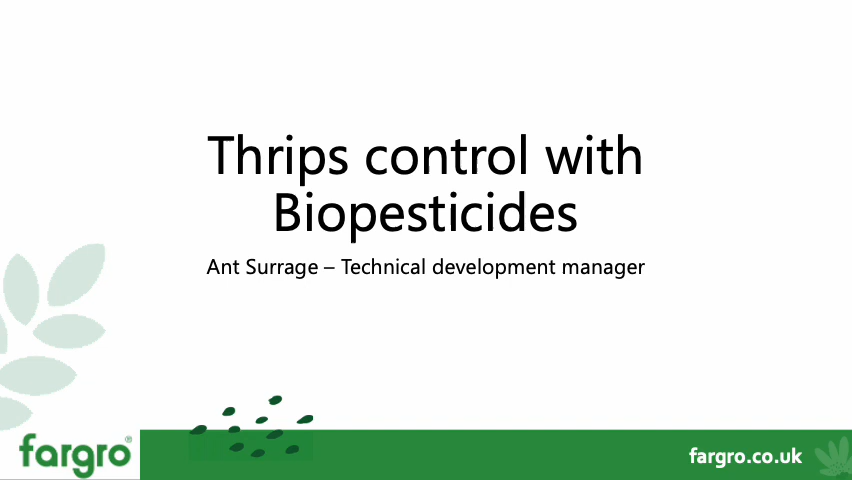 Thrips control with
Biopesticides
Ant Surrage – Technical development manager
fargro®
fargro.co.uk